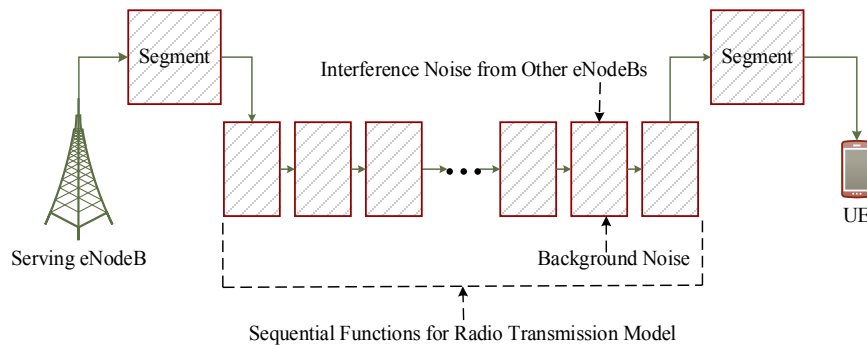 Segment
Segment
Interference Noise from Other eNodeBs
UE
Serving eNodeB
Background Noise
Sequential Functions for Radio Transmission Model